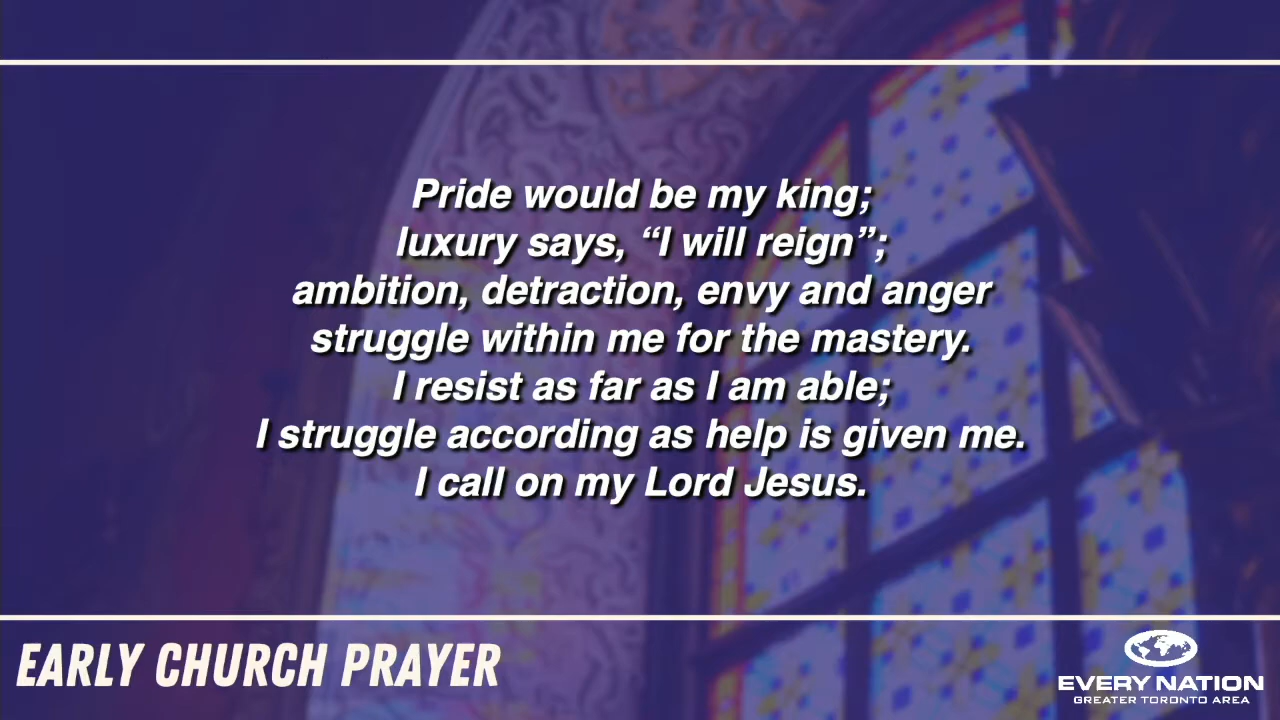 Pride would be my king;
luxury says, “I will reign”;
ambition, detraction, envy and anger
struggle within me for the mastery.
I resist as far as I am able;
I struggle according as help is given me.
I call on my Lord Jesus.
EARLY CHURCH PRAYER
EVERY NATION
GREATER TORONTO AREA